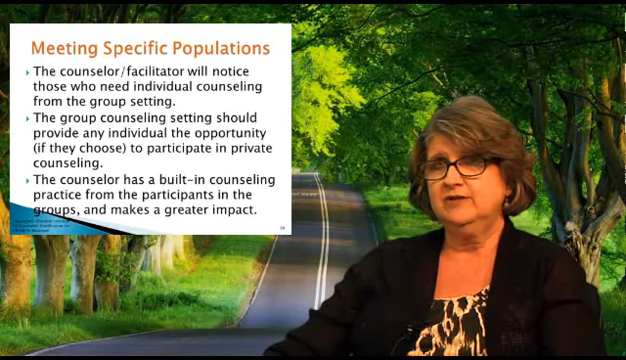 Meeting Specific Populations
The counselor/facilitator will notice
those who need individual counseling
from the group setting.
The group counseling setting should
provide any individual the opportunity
(if they choose) to participate in private
counseling.
The counselor has a built-in counseling
practice from the participants in the
groups, and makes a greater impact.